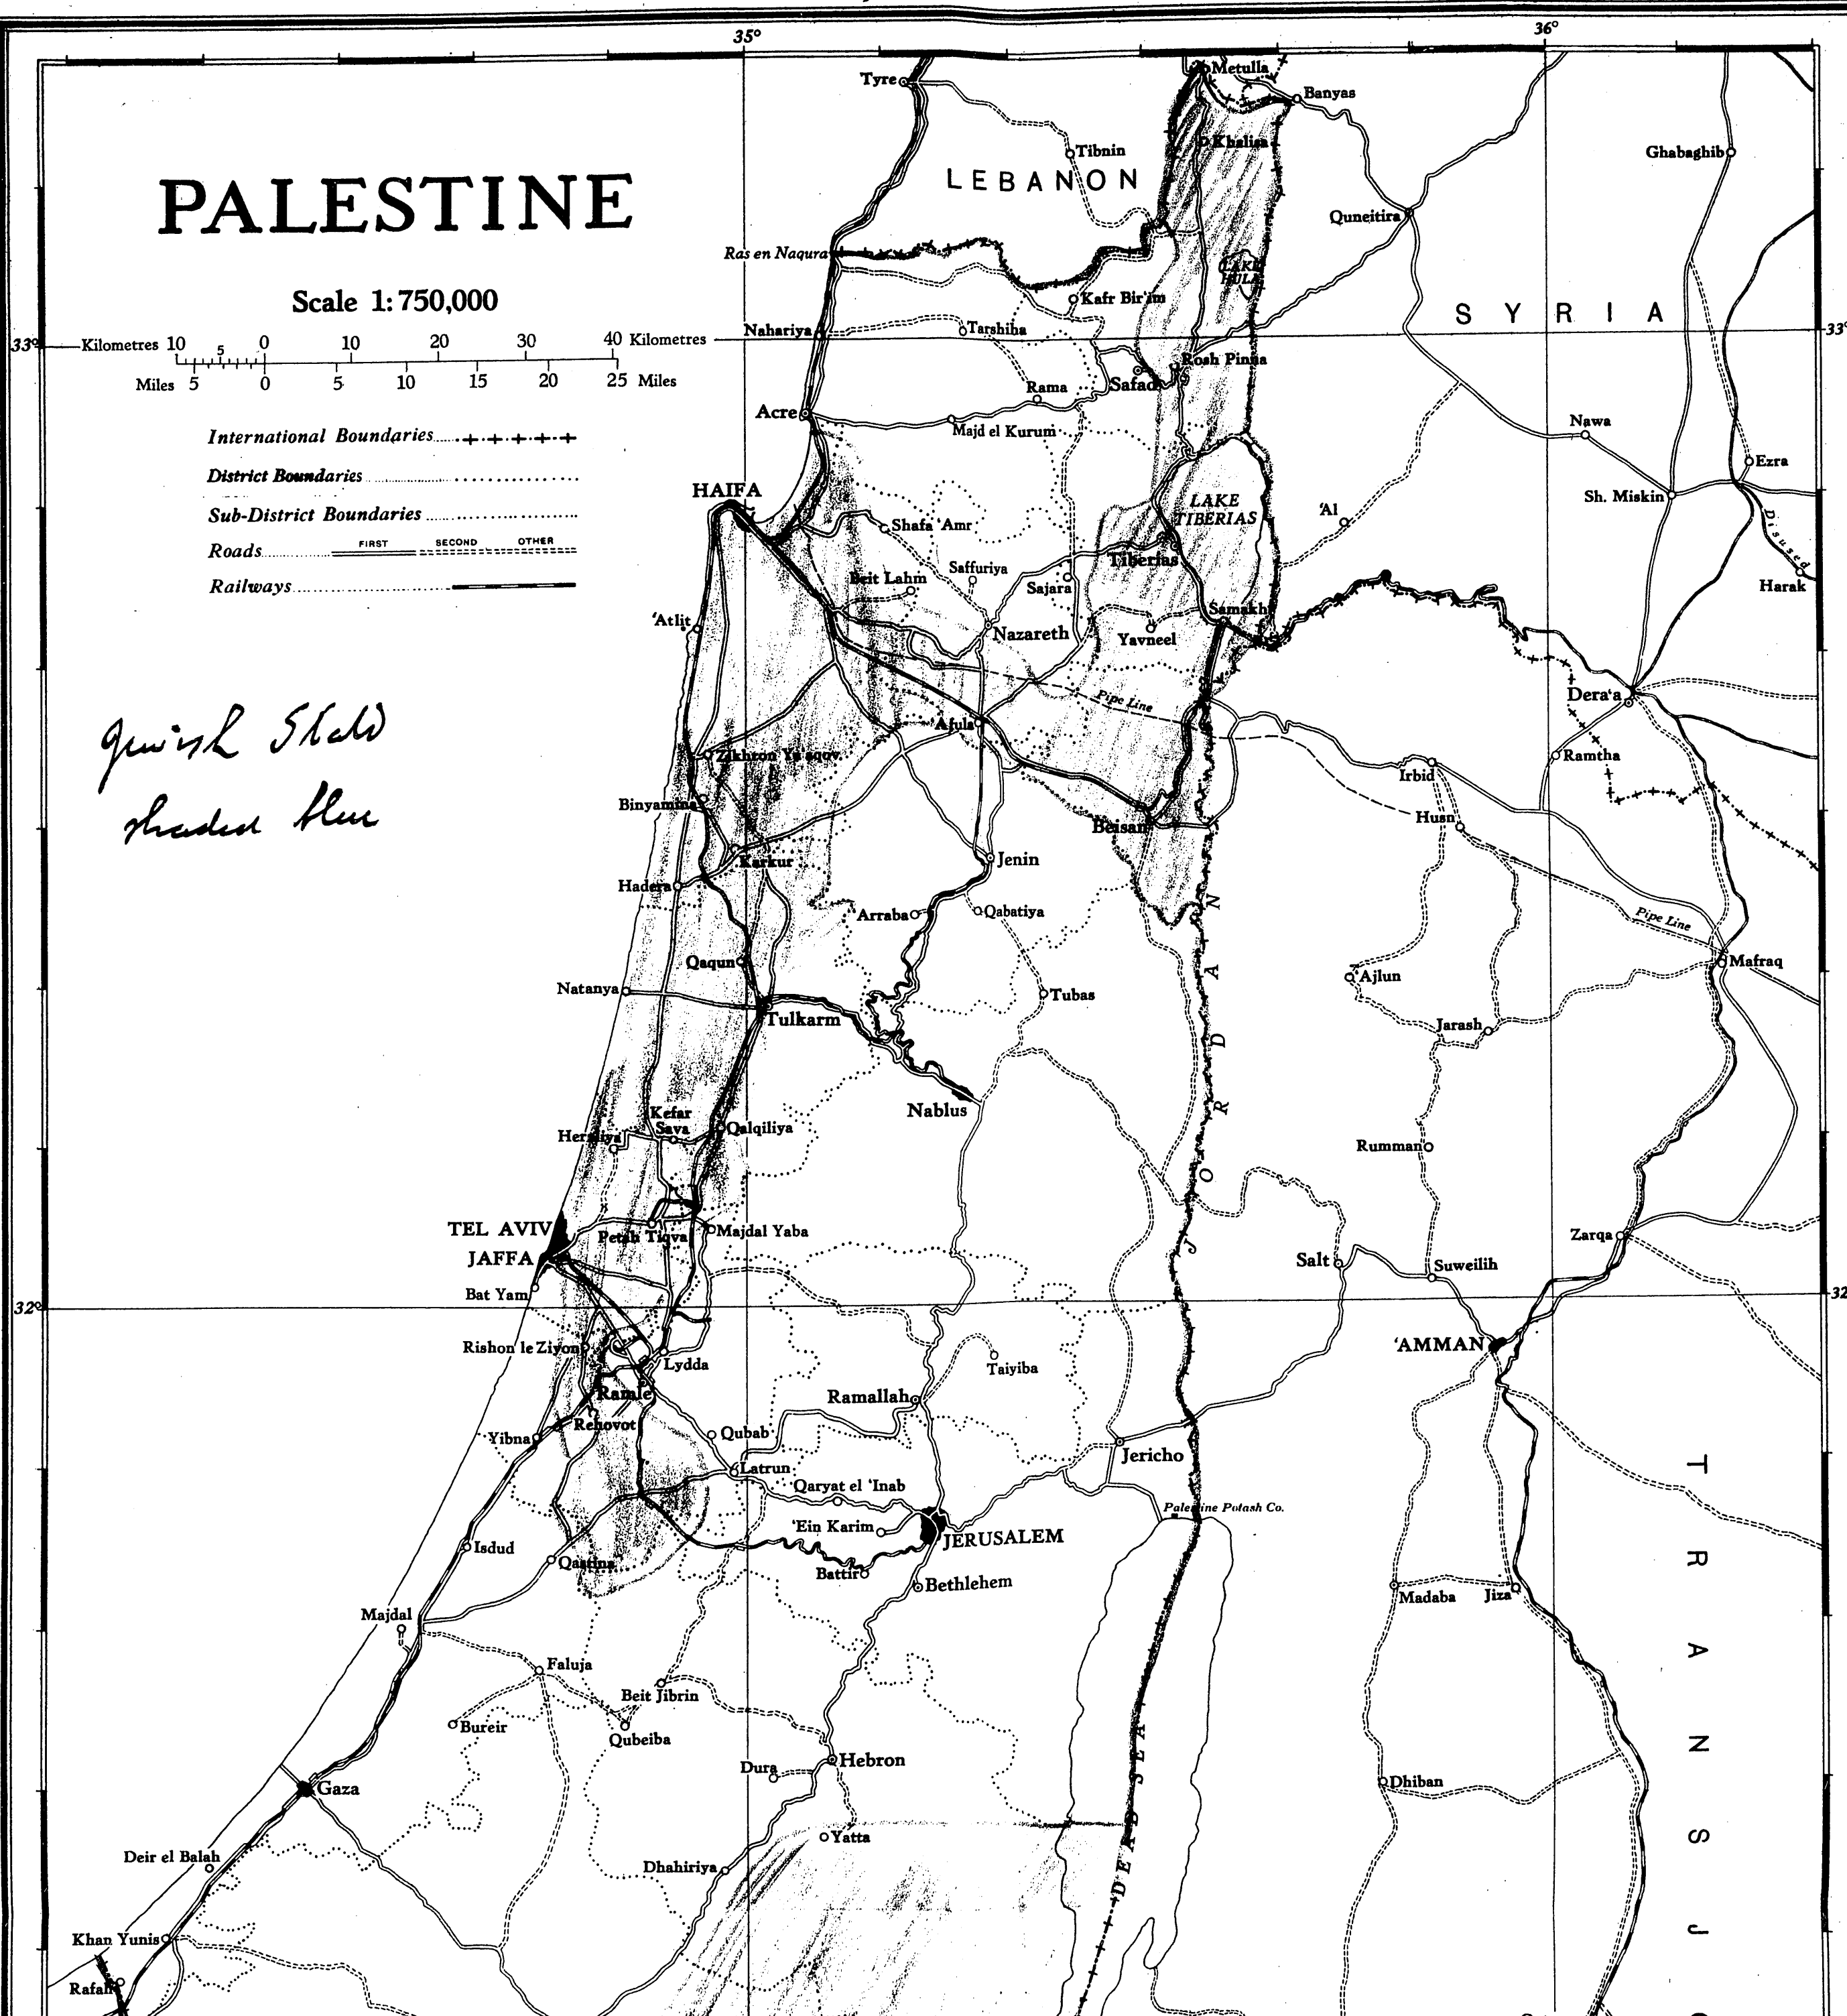 35°
36°
Tyre
Metulla
Banyas
Tibnin
Khalisa
Ghabaghib
LEBANON
PALESTINE
Quneitira
Ras en Naqura
LAKE
HULA
Scale 1:750,000
Kafr Bir'im
SYRIA
Nahariya
Tarshiha
33°
Kilometres 10 5 0 10 20 30 40 Kilometres
33°
Miles 5 0 5 10 15 20 25 Miles
Rosh Pinna
Safad
Rama
Acre
Majd el Kurum
Nawa
International Boundaries
Ezra
District Boundaries
Sh. Miskin
HAIFA
LAKE
TIBERIAS
'Al
Sub-District Boundaries
Shafa 'Amr
Disused
Roads FIRST SECOND OTHER
Tiberias
Saffuriya
Beit Lahm
Sajara
Harak
Railways
Samakh
'Atlit
Nazareth
Yavneel
Pipe Line
Dera'a
Afula
Jewish State
shaded blue
Zikhron Ya'aqov
Ramtha
Irbid
Binyamina
Husn
Beisan
Karkur
Jenin
Hadera
Arraba
Qabatiya
Pipe Line
Qaqun
Mafraq
'Ajlun
Natanya
Tubas
Tulkarm
Jarash
JORDAN
Nablus
Kefar
Sava
Qalqiliya
Herzliya
Rumman
TEL AVIV
Petah Tiqva
Majdal Yaba
Zarqa
JAFFA
Salt
Suweilih
Bat Yam
32°
32
'AMMAN
Rishon le Ziyon
Lydda
Taiyiba
Ramle
Ramallah
Rehovot
Yibna
Qubab
Jericho
Latrun
Qaryat el 'Inab
Palestine Potash Co.
'Ein Karim
JERUSALEM
Isdud
Qastina
Battir
Bethlehem
Madaba
Jiza
Majdal
Faluja
Beit Jibrin
Bureir
Qubeiba
Hebron
Dura
Gaza
Dhiban
DEAD SEA
Yatta
Deir el Balah
Dhahiriya
Khan Yunis
Rafah
TRANSJ